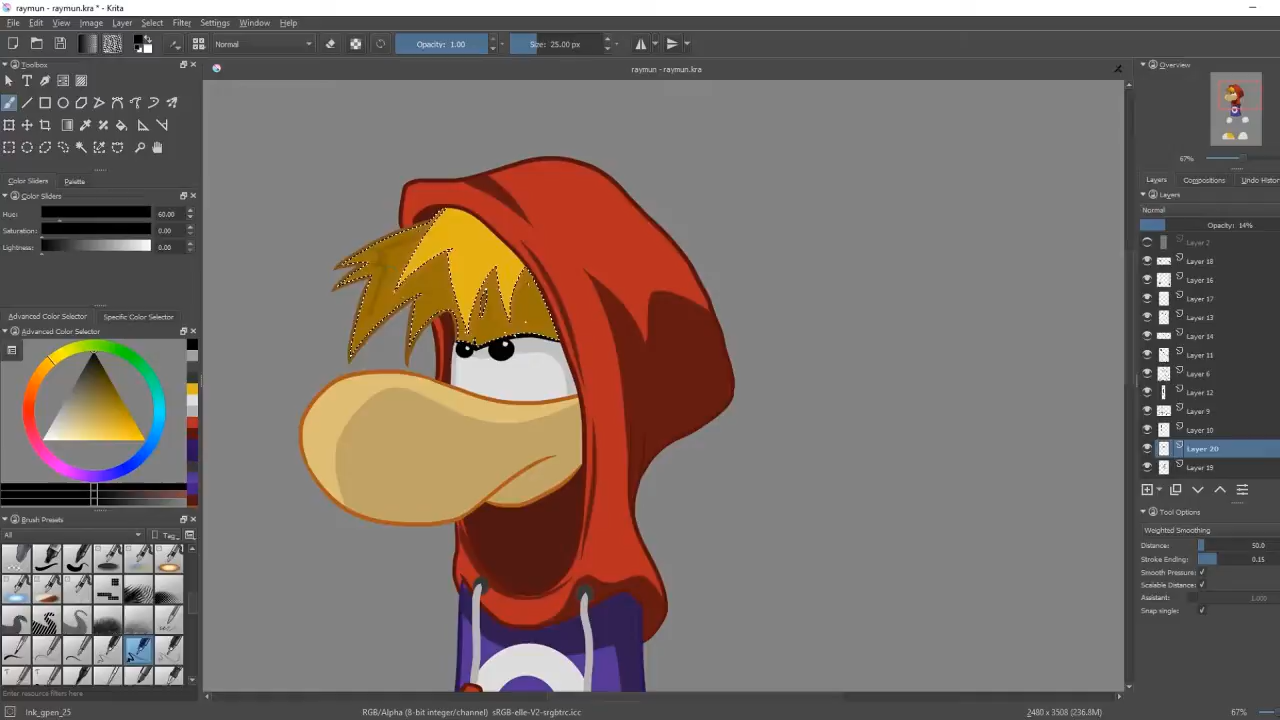 raymun - raymun.kra * - Krita
File Edit View Image Layer Select Filter Settings Window Help
Normal
Opacity: 1.00
Size: 25.00 px
Toolbox
raymun - raymun.kra
Overview
67%
Color Sliders Palette
Color Sliders
Hue: 60.00
Saturation: 0.00
Lightness: 0.00
Advanced Color Selector Specific Color Selector
Advanced Color Selector
Layers Compositions Undo Histor
Layers
Normal
Opacity: 14%
Layer 2
Layer 18
Layer 16
Layer 17
Layer 13
Layer 14
Layer 11
Layer 6
Layer 12
Layer 9
Layer 10
Layer 20
Layer 19
Tool Options
Weighted Smoothing
Distance: 50.0
Stroke Ending: 0.15
Smooth Pressure: ✓
Scalable Distance: ✓
Assistant: 1.000
Snap single: ✓
Brush Presets
All
Tag
Enter resource filters here
Ink_gpen_25
RGB/Alpha (8-bit integer/channel) sRGB-elle-V2-srgbtrc.icc
2480 x 3508 (236.8M)
67%